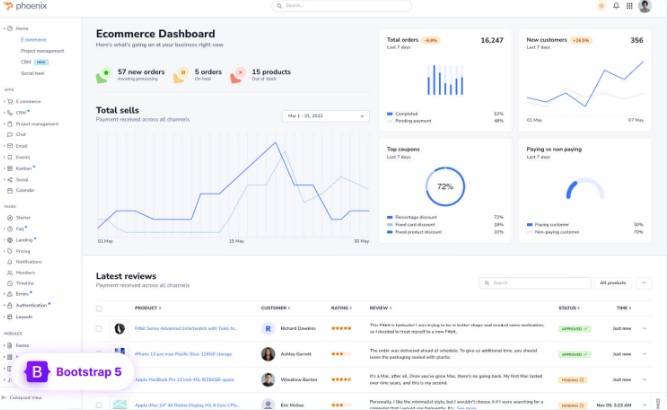 phoenix
Search...
Home
E commerce
Project management
CRM NEW
Social feed
APPS
E commerce
CRM
Project management
Chat
Email
Events
Kanban
Social
Calendar
PAGES
Starter
Faq
Landing
Pricing
Notifications
Members
Timeline
Errors
Authentication
Layouts
MODULES
Forms
Bootstrap 5
Collapsed View
Ecommerce Dashboard
Here's what's going on at your business right now
57 new orders
Awaiting processing
5 orders
On hold
15 products
Out of stock
Total sells
Payment received across all channels
Mar 1 - 31, 2022
01 May
15 May
30 May
Total orders -6.8% 16,247
Last 7 days
Completed 52%
Pending payment 48%
New customers +26.5% 356
Last 7 days
01 May 07 May
Top coupons
Last 7 days
72%
Percentage discount 72%
Fixed card discount 18%
Fixed product discount 10%
Paying vs non paying
Last 7 days
Paying customer 30%
Non-paying customer 70%
Latest reviews
Payment received across all channels
Search
All products
PRODUCT CUSTOMER RATING REVIEW STATUS TIME
Fitbit Sense Advanced Smartwatch with Tools fo...
R Richard Dawkins
This Fitbit is fantastic! I was trying to be in better shape and needed some motivation,
so I decided to treat myself to a new Fitbit.
APPROVED
Just now
iPhone 13 pro max-Pacific Blue-128GB storage
Ashley Garrett
The order was delivered ahead of schedule. To give us additional time, you should
leave the packaging sealed with plastic.
APPROVED
Just now
Apple MacBook Pro 13 inch-M1-8/256GB-space
Woodrow Burton
It's a Mac, after all. Once you've gone Mac, there's no going back. My first Mac lasted
over nine years, and this is my second.
PENDING
Just now
Apple iMac 24" 4K Retina Display M1 8 Core CPU...
Eric McGee
Personally, I like the minimalist style, but I wouldn't choose it if I were searching for a
computer that I would use frequently. It's... See more
PENDING
Nov 09, 3:23 AM